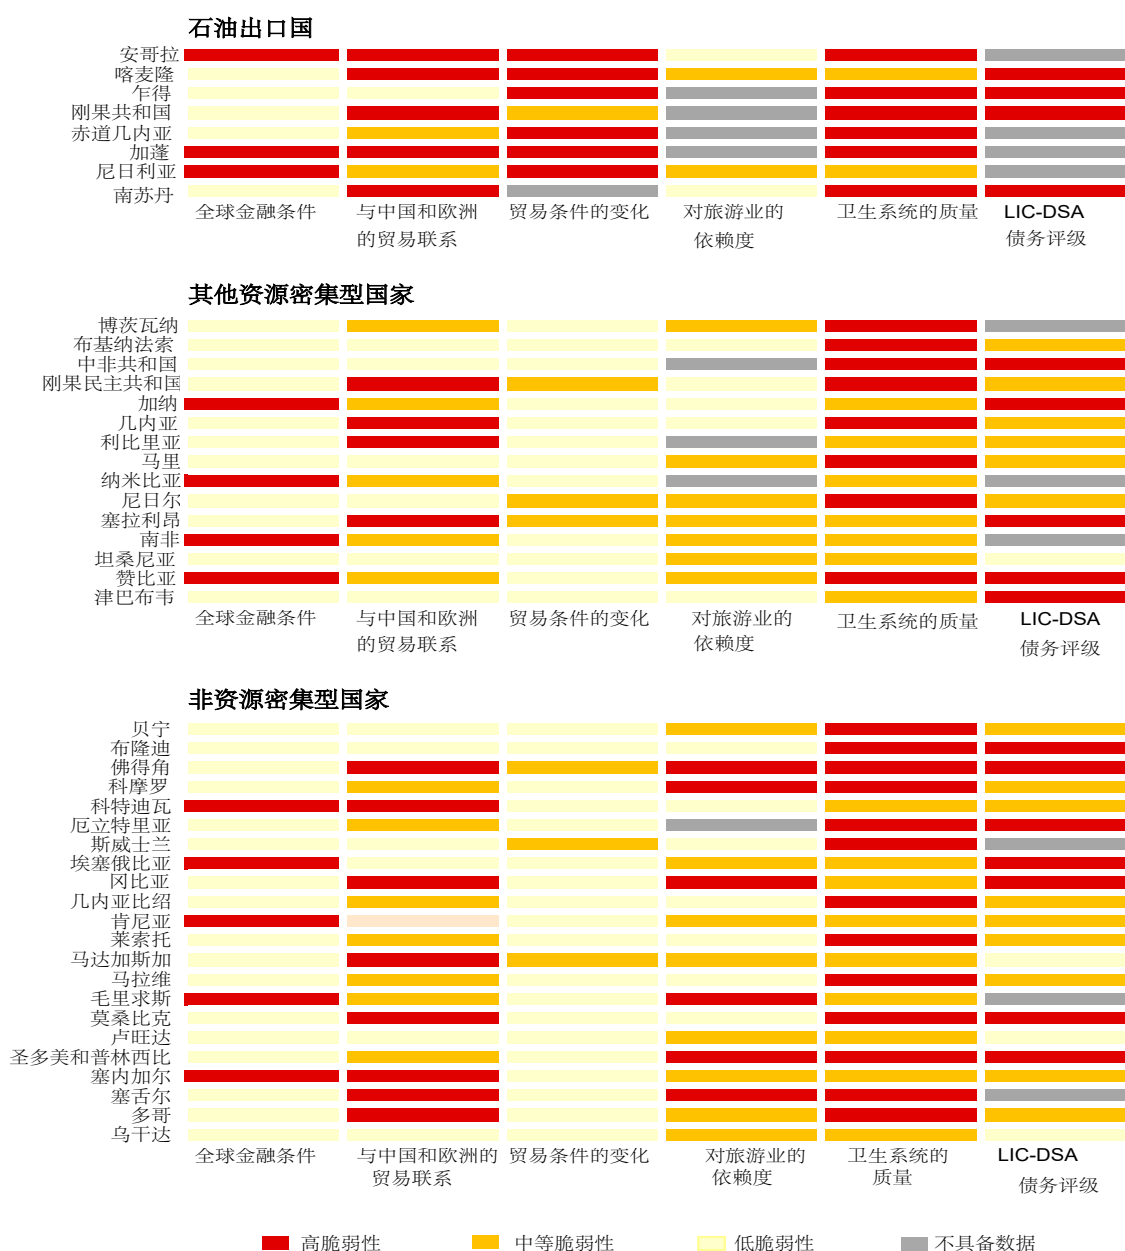 石油出口国
安哥拉
喀麦隆
乍得
刚果共和国
赤道几内亚
加蓬
尼日利亚
南苏丹
全球金融条件 与中国和欧洲 贸易条件的变化 对旅游业的 卫生系统的质量 LIC-DSA
的贸易联系 依赖度 债务评级
其他资源密集型国家
博茨瓦纳
布基纳法索
中非共和国
刚果民主共和国
加纳
几内亚
利比里亚
马里
纳米比亚
尼日尔
塞拉利昂
南非
坦桑尼亚
赞比亚
津巴布韦
全球金融条件 与中国和欧洲 贸易条件的变化 对旅游业的 卫生系统的质量 LIC-DSA
的贸易联系 依赖度 债务评级
非资源密集型国家
贝宁
布隆迪
佛得角
科摩罗
科特迪瓦
厄立特里亚
斯威士兰
埃塞俄比亚
冈比亚
几内亚比绍
肯尼亚
莱索托
马达加斯加
马拉维
毛里求斯
莫桑比克
卢旺达
圣多美和普林西比
塞内加尔
塞舌尔
多哥
乌干达
全球金融条件 与中国和欧洲的 贸易条件的变化 对旅游业的 卫生系统的 LIC-DSA
贸易联系 依赖度 质量 债务评级
高脆弱性 中等脆弱性 低脆弱性 不具备数据